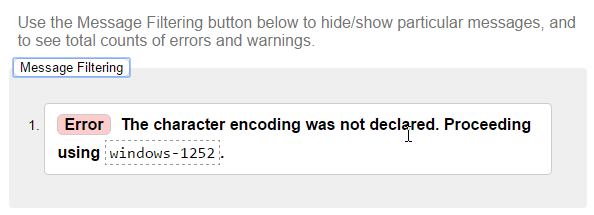 Use the Message Filtering button below to hide/show particular messages, and
to see total counts of errors and warnings.
Message Filtering
1. Error The character encoding was not declared. Proceeding
using windows-1252.